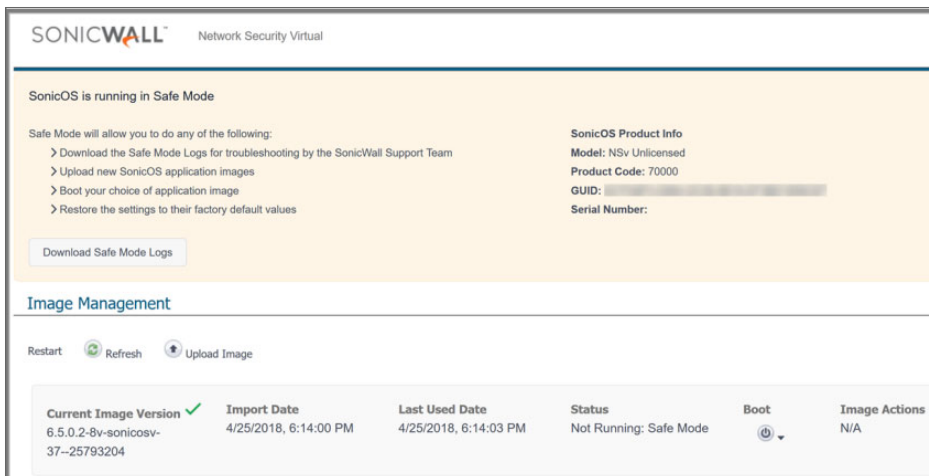 SONICWALL™ Network Security Virtual
SonicOS is running in Safe Mode
Safe Mode will allow you to do any of the following:
Download the Safe Mode Logs for troubleshooting by the SonicWall Support Team
Upload new SonicOS application images
Boot your choice of application image
Restore the settings to their factory default values
SonicOS Product Info
Model: NSv Unlicensed
Product Code: 70000
GUID:
Serial Number:
Download Safe Mode Logs
Image Management
Restart Refresh Upload Image
Current Image Version Import Date Last Used Date Status Boot Image Actions
6.5.0.2-8v-sonicosv- 4/25/2018, 6:14:00 PM 4/25/2018, 6:14:03 PM Not Running: Safe Mode N/A
37--25793204